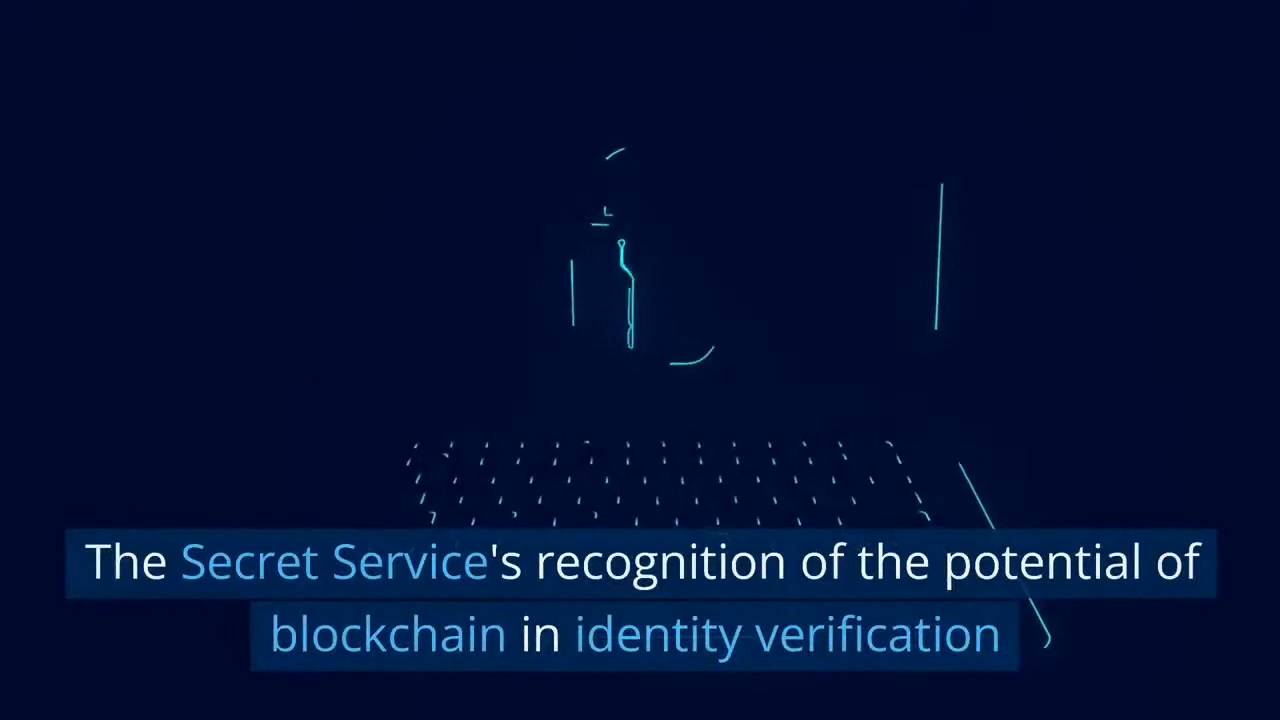 The Secret Service's recognition of the potential of
blockchain in identity verification